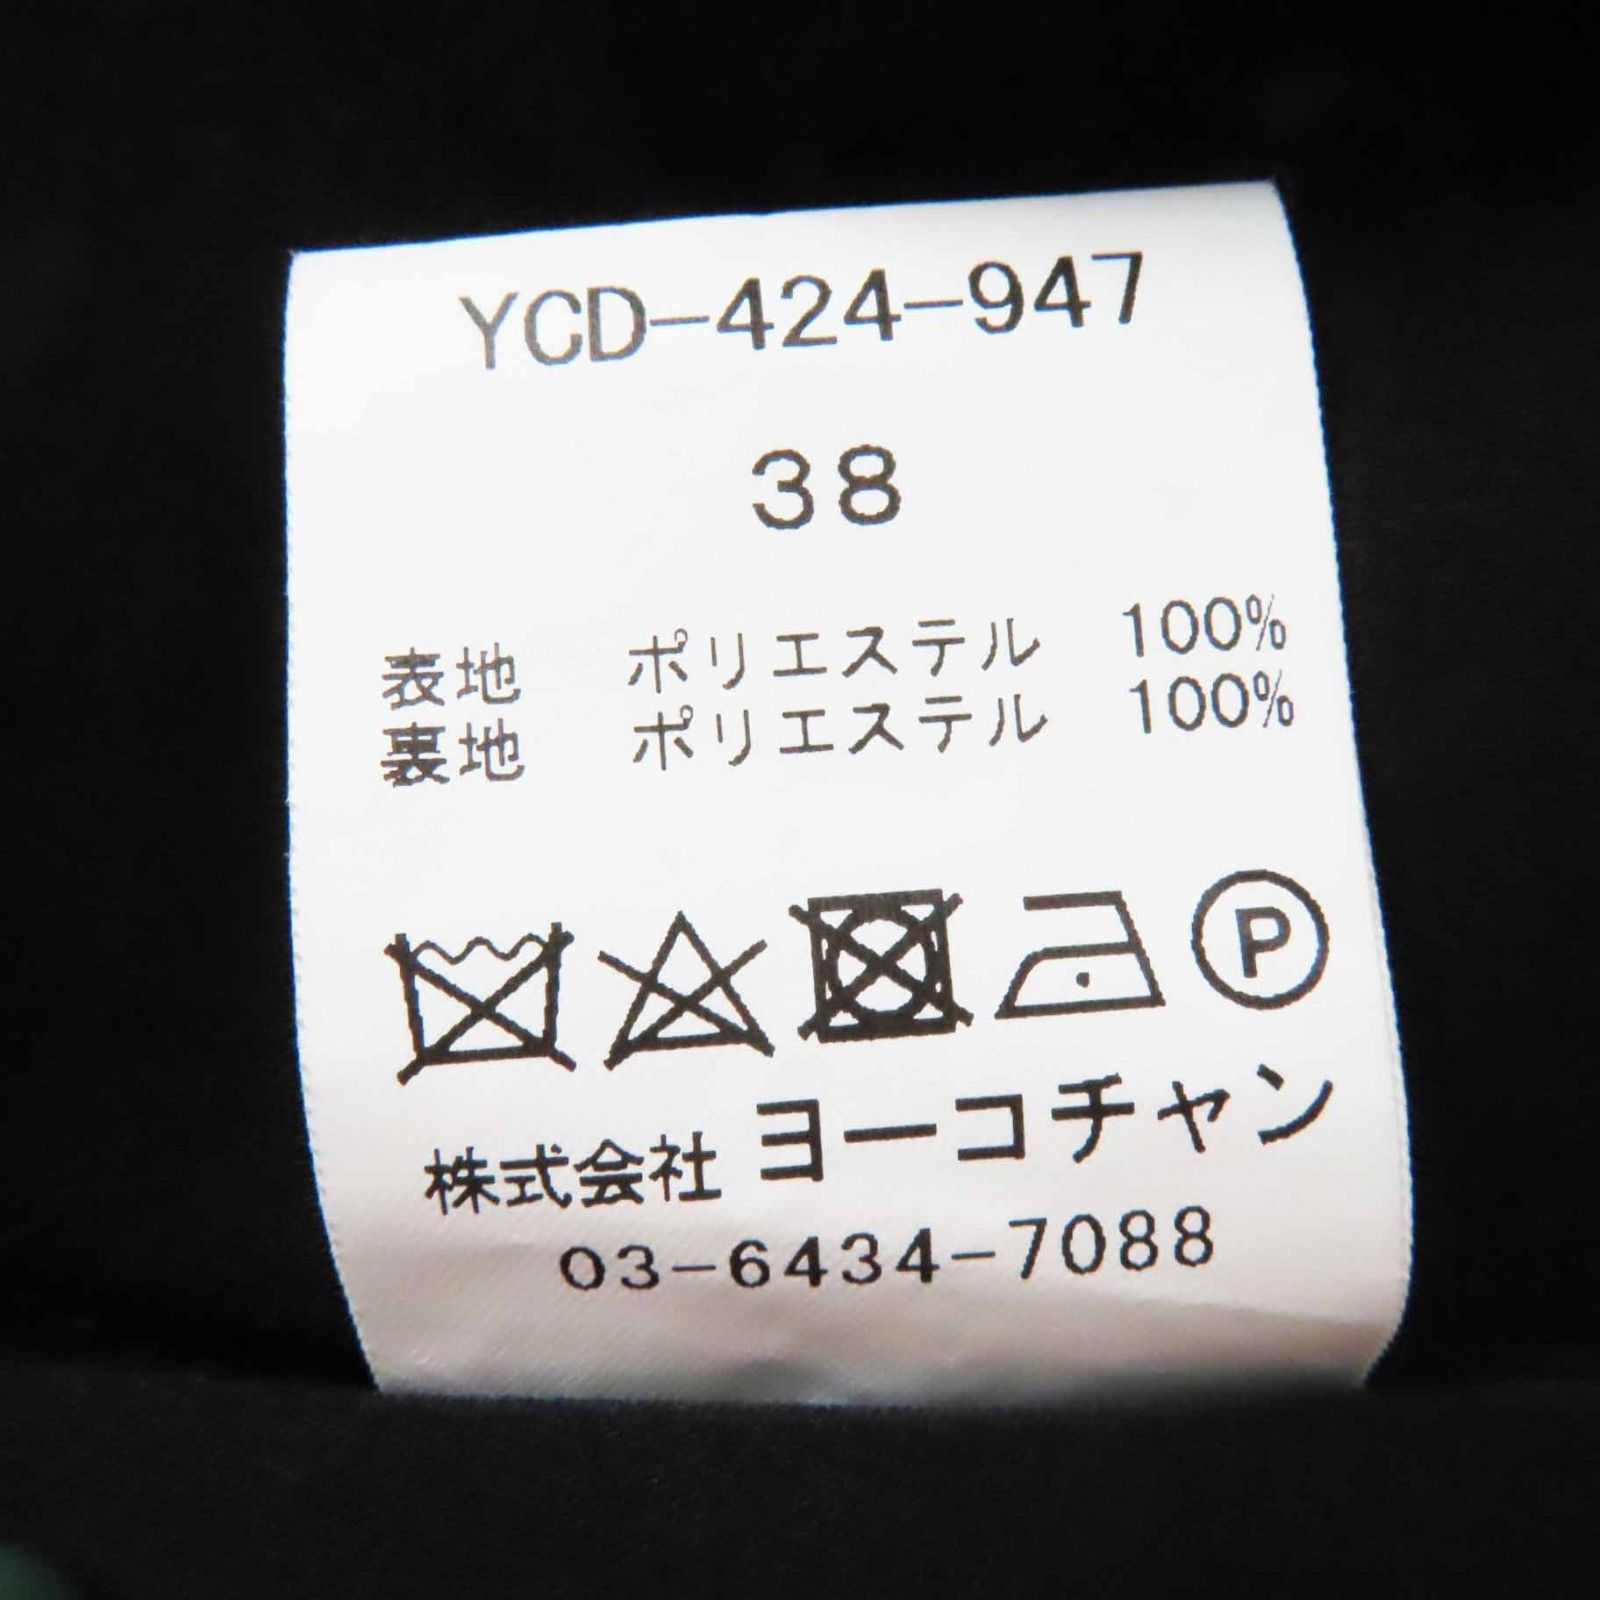 YCD-424-947
38
表地 ポリエステル 100%
裏地 ポリエステル 100%
P
株式会社 ヨーコチャン
03-6434-7088